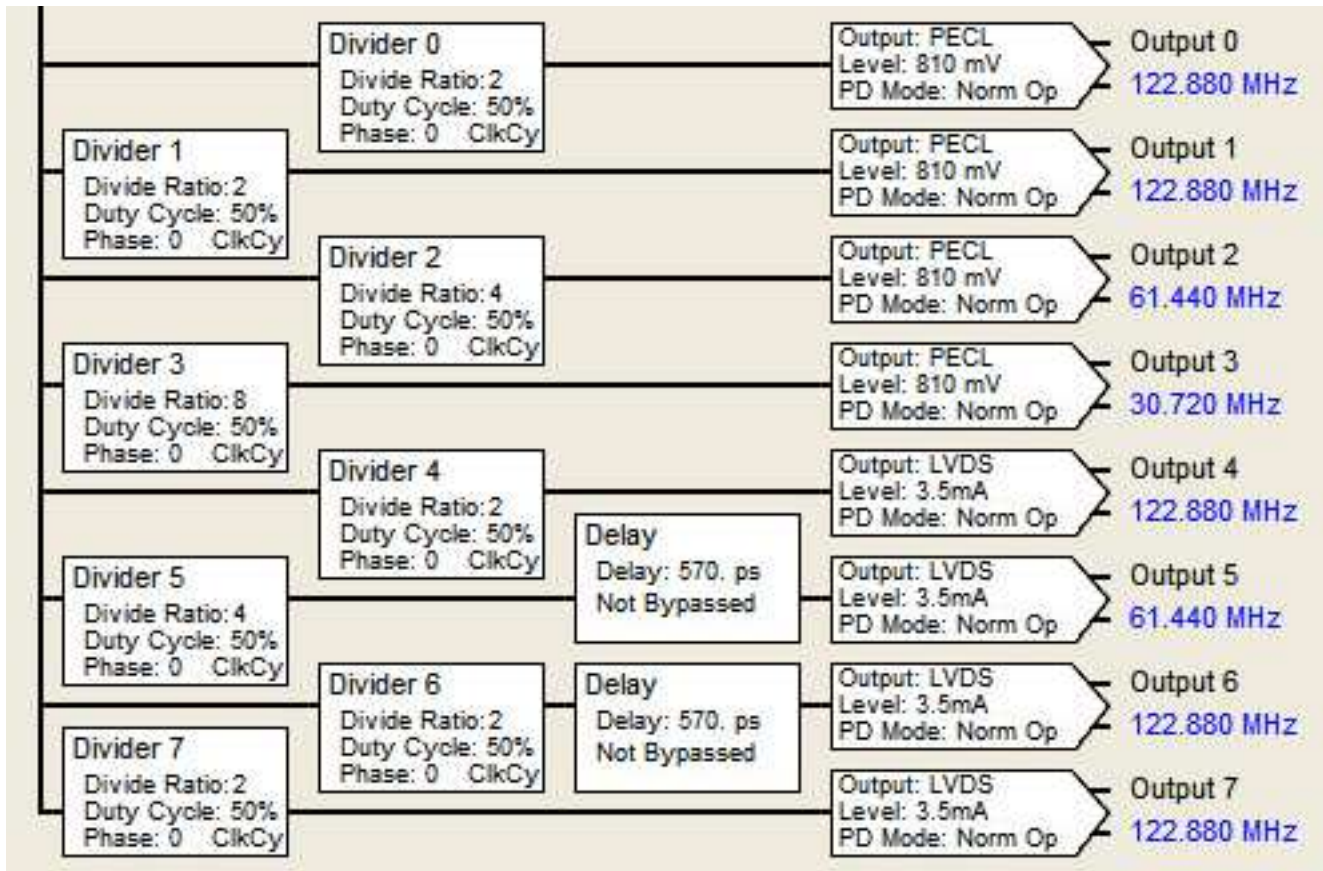 Divider 0
Divide Ratio: 2
Duty Cycle: 50%
Phase: 0 ClkCy
Output: PECL
Level: 810 mV
PD Mode: Norm Op
Output 0
122.880 MHz
Divider 1
Divide Ratio: 2
Duty Cycle: 50%
Phase: 0 ClkCy
Output: PECL
Level: 810 mV
PD Mode: Norm Op
Output 1
122.880 MHz
Divider 2
Divide Ratio: 4
Duty Cycle: 50%
Phase: 0 ClkCy
Output: PECL
Level: 810 mV
PD Mode: Norm Op
Output 2
61.440 MHz
Divider 3
Divide Ratio: 8
Duty Cycle: 50%
Phase: 0 ClkCy
Output: PECL
Level: 810 mV
PD Mode: Norm Op
Output 3
30.720 MHz
Divider 4
Divide Ratio: 2
Duty Cycle: 50%
Phase: 0 ClkCy
Output: LVDS
Level: 3.5mA
PD Mode: Norm Op
Output 4
122.880 MHz
Divider 5
Divide Ratio: 4
Duty Cycle: 50%
Phase: 0 ClkCy
Delay
Delay: 570. ps
Not Bypassed
Output: LVDS
Level: 3.5mA
PD Mode: Norm Op
Output 5
61.440 MHz
Divider 6
Divide Ratio: 2
Duty Cycle: 50%
Phase: 0 ClkCy
Delay
Delay: 570. ps
Not Bypassed
Output: LVDS
Level: 3.5mA
PD Mode: Norm Op
Output 6
122.880 MHz
Divider 7
Divide Ratio: 2
Duty Cycle: 50%
Phase: 0 ClkCy
Output: LVDS
Level: 3.5mA
PD Mode: Norm Op
Output 7
122.880 MHz